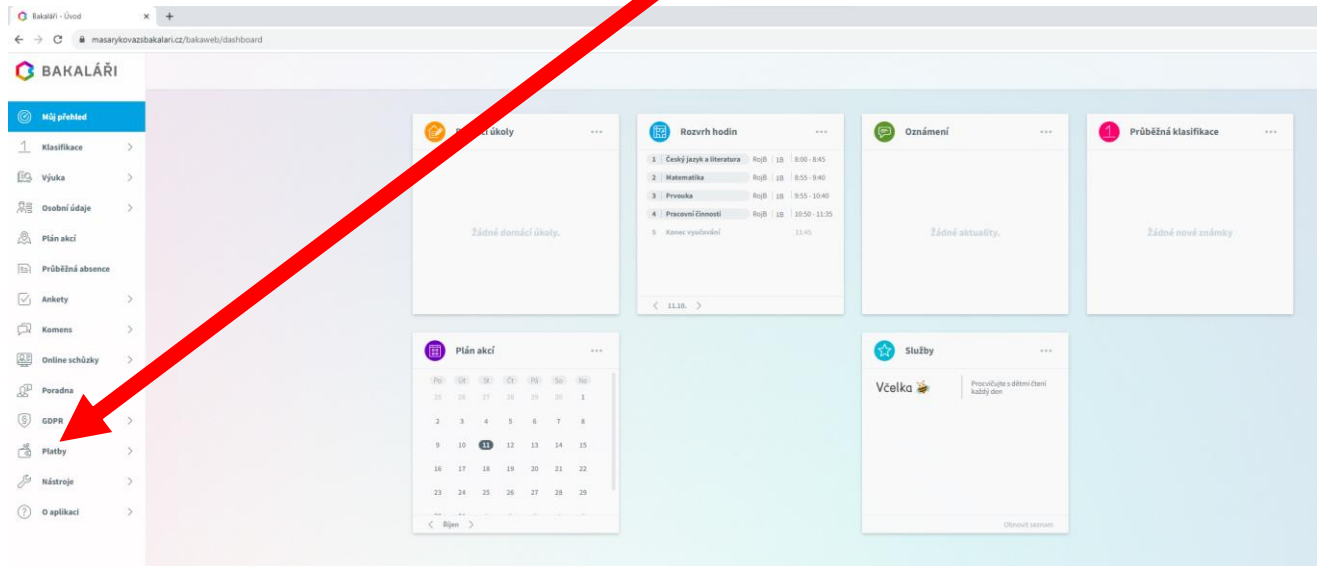 Bakaláři - Úvod
masarykovazsbakalari.cz/bakaweb/dashboard
BAKALÁŘI
Můj přehled
Klasifikace
Výuka
Osobní údaje
Plán akcí
Průběžná absence
Ankety
Komens
Online schůzky
Poradna
GDPR
Platby
Nástroje
O aplikaci
úkoly
Žádné domácí úkoly.
Rozvrh hodin
1 Český jazyk a literatura RojB 1B 8:00 - 8:45
2 Matematika RojB 1B 8:55 - 9:40
3 Prvouka RojB 1B 9:55 - 10:40
4 Pracovní činnosti RojB 1B 10:50 - 11:35
5 Konec vyučování 11:45
11.10.
Oznámení
Žádné aktuality.
1 Průběžná klasifikace
Žádné nové známky
Plán akcí
Po Út St Čt Pá So Ne
25 26 27 28 29 30 1
2 3 4 5 6 7 8
9 10 11 12 13 14 15
16 17 18 19 20 21 22
23 24 25 26 27 28 29
Říjen
Služby
Včelka
Procvičujte s dětmi čtení
každý den
Obnovit seznam